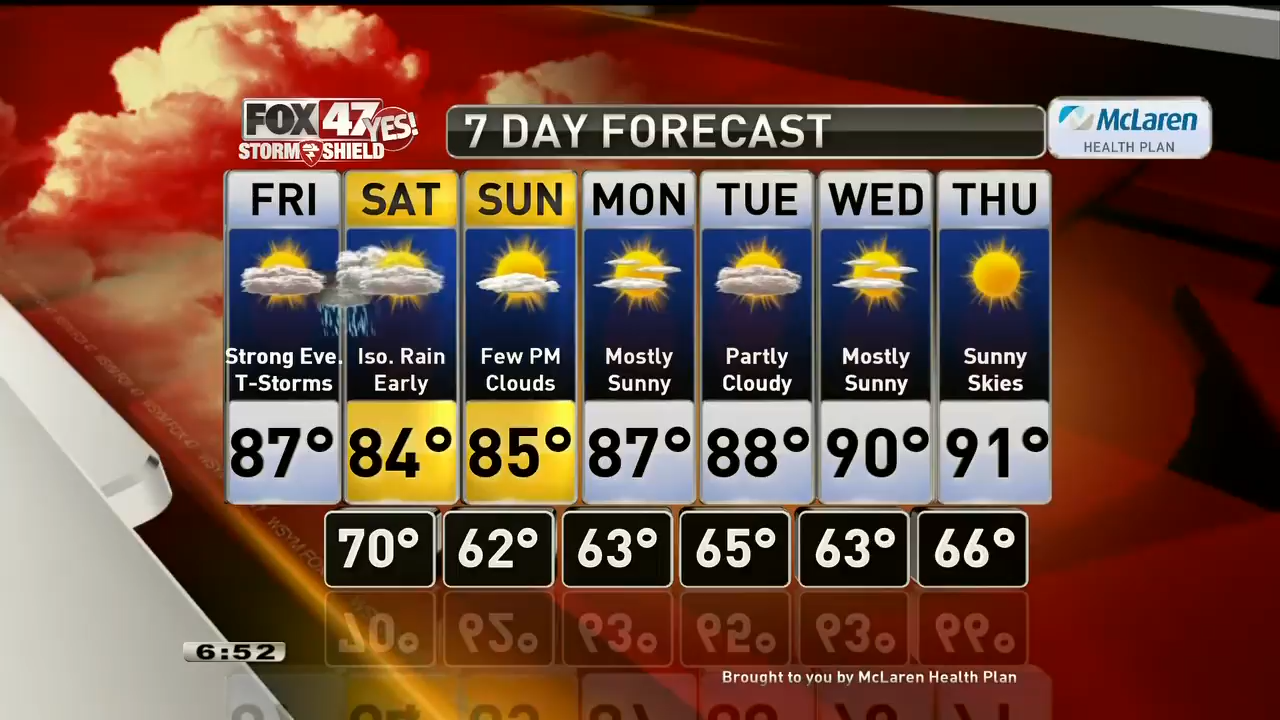 FOX 47 YES!
STORM SHIELD
7 DAY FORECAST
McLaren
HEALTH PLAN
FRI SAT SUN MON TUE WED THU
Strong Eve. Iso. Rain Few PM Mostly Partly Mostly Sunny
T-Storms Early Clouds Sunny Cloudy Sunny Skies
87° 84° 85° 87° 88° 90° 91°
70° 62° 63° 65° 63° 66°
6:52
Brought to you by McLaren Health Plan